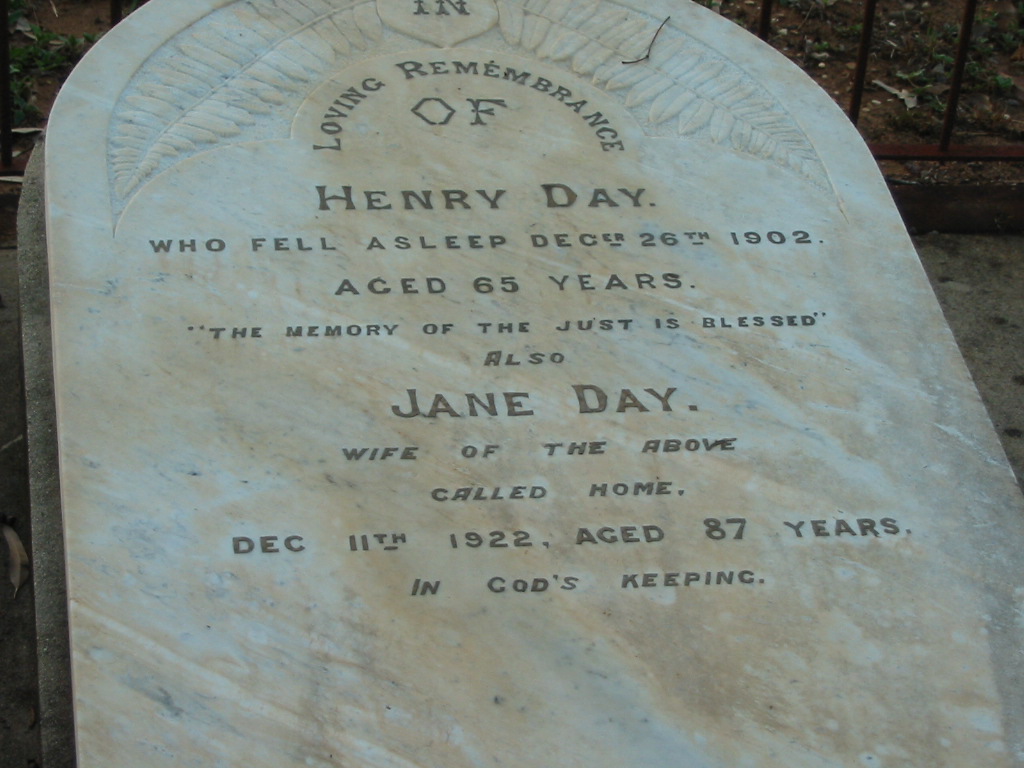 IN
LOVING REMEMBRANCE
OF
HENRY DAY.
WHO FELL ASLEEP DECER 26TH 1902.
AGED 65 YEARS.
"THE MEMORY OF THE JUST IS BLESSED"
ALSO
JANE DAY.
WIFE OF THE ABOVE
CALLED HOME,
DEC 11TH 1922, AGED 87 YEARS.
IN GOD'S KEEPING.